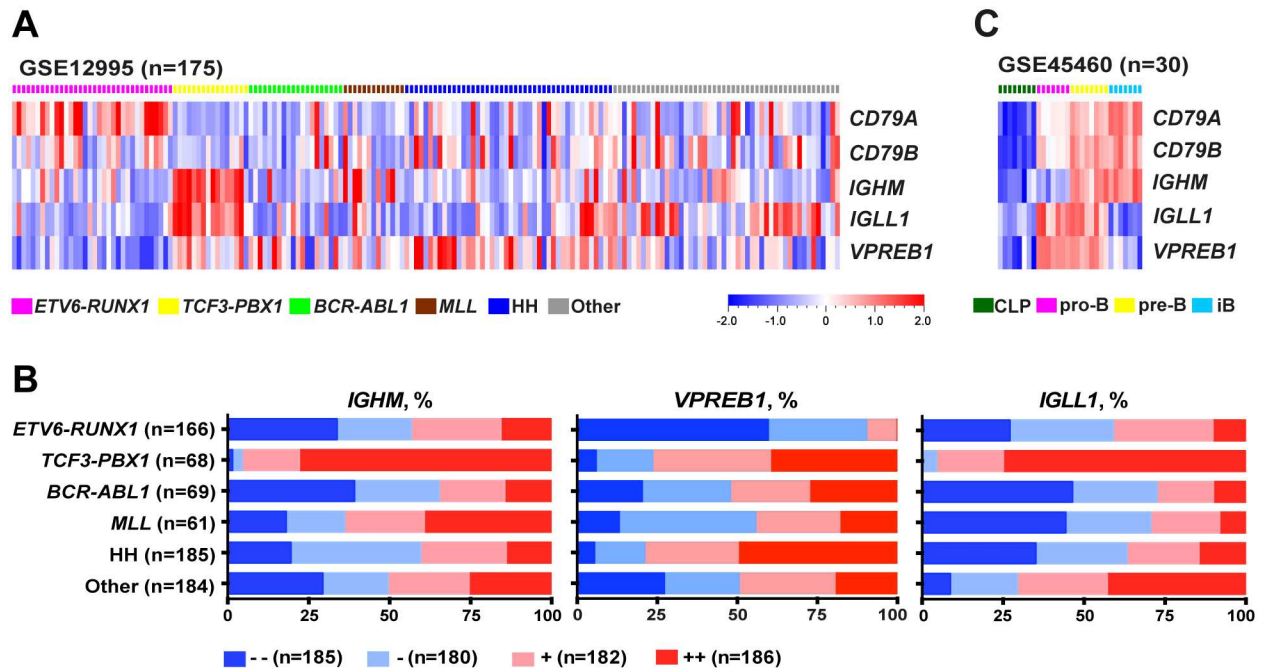 A
GSE12995 (n=175)
CD79A
CD79B
IGHM
IGLL1
VPREB1
ETV6-RUNX1 TCF3-PBX1 BCR-ABL1 MLL HH Other
-2.0 -1.0 0 1.0 2.0
C
GSE45460 (n=30)
CD79A
CD79B
IGHM
IGLL1
VPREB1
CLP pro-B pre-B iB
B
IGHM, % VPREB1, % IGLL1, %
ETV6-RUNX1 (n=166)
TCF3-PBX1 (n=68)
BCR-ABL1 (n=69)
MLL (n=61)
HH (n=185)
Other (n=184)
0 25 50 75 100 0 25 50 75 100 0 25 50 75 100
- - (n=185) - (n=180) + (n=182) ++ (n=186)